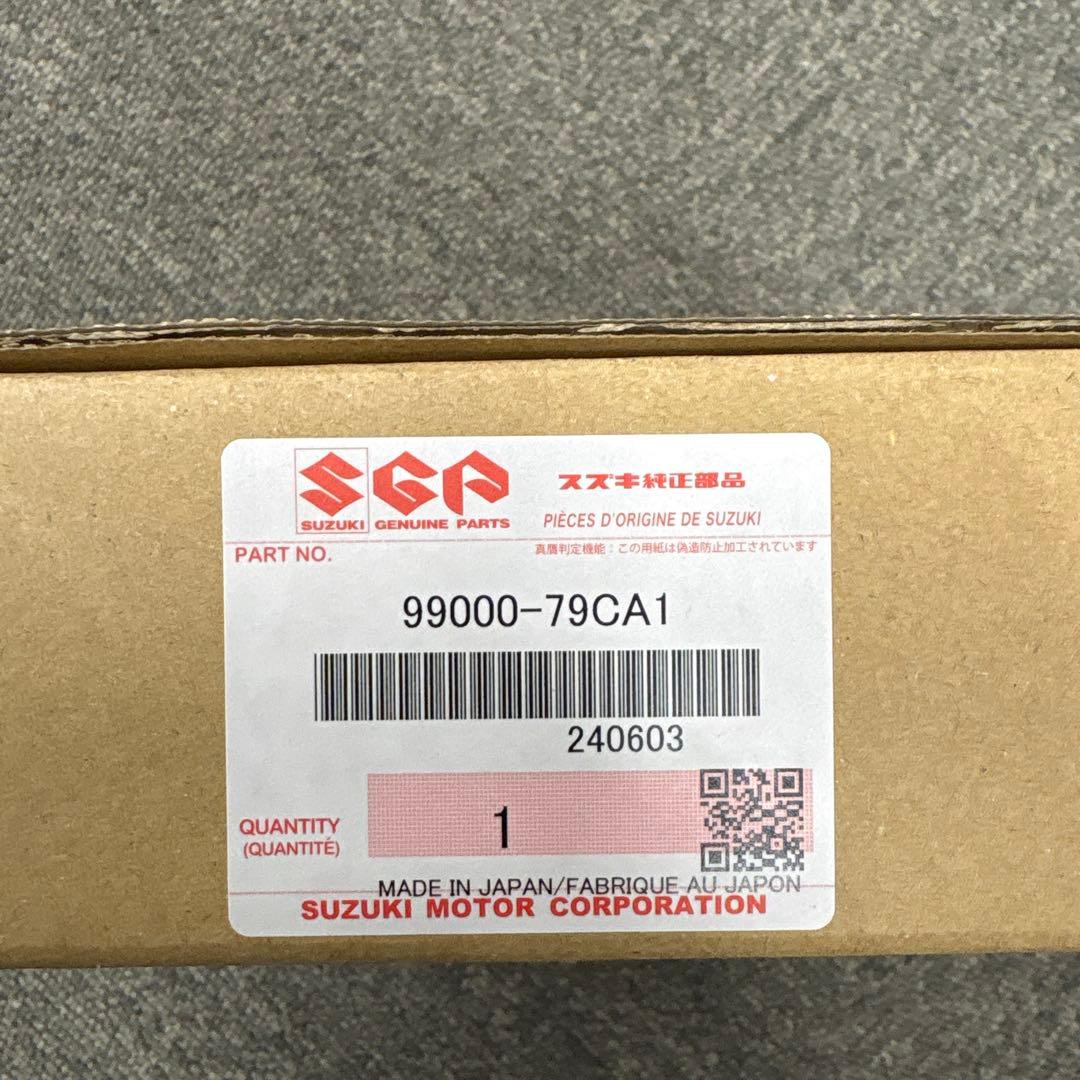 SGP スズキ純正部品
SUZUKI GENUINE PARTS PIÈCES D'ORIGINE DE SUZUKI
PART NO. 真贋判定機能：この用紙は偽造防止加工されています
99000-79CA1
240603
QUANTITY 1
(QUANTITÉ)
MADE IN JAPAN/FABRIQUE AU JAPON
SUZUKI MOTOR CORPORATION